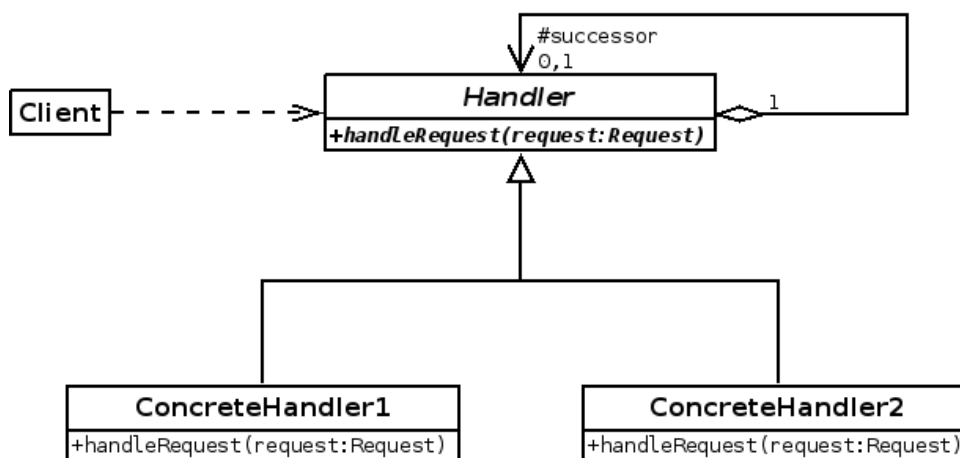 #successor
0,1
Client
Handler
1
+handleRequest(request:Request)
ConcreteHandler1
+handleRequest(request:Request)
ConcreteHandler2
+handleRequest(request:Request)